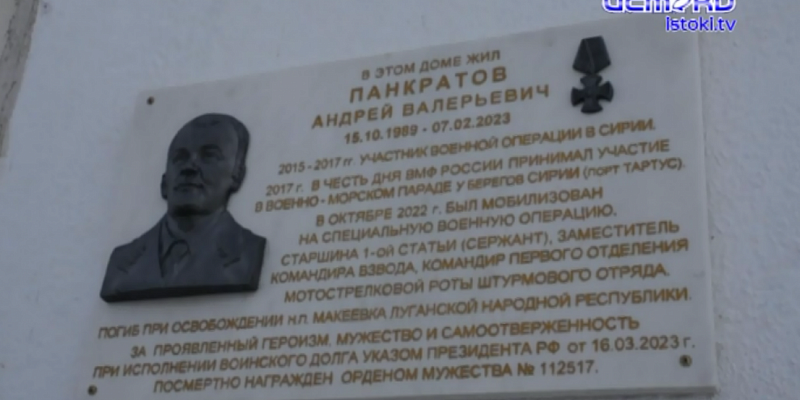 istoki.tv
В ЭТОМ ДОМЕ ЖИЛ
ПАНКРАТОВ
АНДРЕЙ ВАЛЕРЬЕВИЧ
15.10.1989 - 07.02.2023
2015 - 2017 гг. УЧАСТНИК ВОЕННОЙ ОПЕРАЦИИ В СИРИИ.
2017 г. В ЧЕСТЬ ДНЯ ВМФ РОССИИ ПРИНИМАЛ УЧАСТИЕ
В ВОЕННО - МОРСКОМ ПАРАДЕ У БЕРЕГОВ СИРИИ (ПОРТ ТАРТУС).
В ОКТЯБРЕ 2022 г. БЫЛ МОБИЛИЗОВАН
НА СПЕЦИАЛЬНУЮ ВОЕННУЮ ОПЕРАЦИЮ,
СТАРШИНА 1-ОЙ СТАТЬИ (СЕРЖАНТ), ЗАМЕСТИТЕЛЬ
КОМАНДИРА ВЗВОДА, КОМАНДИР ПЕРВОГО ОТДЕЛЕНИЯ
МОТОСТРЕЛКОВОЙ РОТЫ ШТУРМОВОГО ОТРЯДА.
ПОГИБ ПРИ ОСВОБОЖДЕНИИ Н.П. МАКЕЕВКА ЛУГАНСКОЙ НАРОДНОЙ РЕСПУБЛИКИ.
ЗА ПРОЯВЛЕННЫЙ ГЕРОИЗМ, МУЖЕСТВО И САМООТВЕРЖЕННОСТЬ
ПРИ ИСПОЛНЕНИИ ВОИНСКОГО ДОЛГА УКАЗОМ ПРЕЗИДЕНТА РФ от 16.03.2023 г.
ПОСМЕРТНО НАГРАЖДЕН ОРДЕНОМ МУЖЕСТВА № 112517.